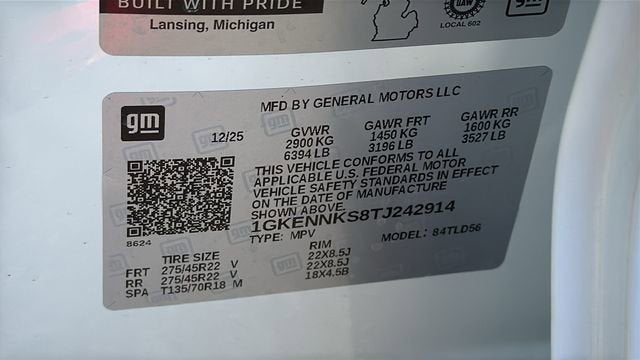 BUILT WITH PRIDE
Lansing, Michigan
UAW
LOCAL 602
gm
gm
MFD BY GENERAL MOTORS LLC
12/25
GVWR
2900 KG
6394 LB
GAWR FRT
1450 KG
3196 LB
GAWR RR
1600 KG
3527 LB
THIS VEHICLE CONFORMS TO ALL
APPLICABLE U.S. FEDERAL MOTOR
VEHICLE SAFETY STANDARDS IN EFFECT
ON THE DATE OF MANUFACTURE
SHOWN ABOVE.
1GKENNKS8TJ242914
TYPE: MPV MODEL: 84TLD56
8624
TIRE SIZE RIM
FRT 275/45R22 V 22X8.5J
RR 275/45R22 V 22X8.5J
SPA T135/70R18 M 18X4.5B